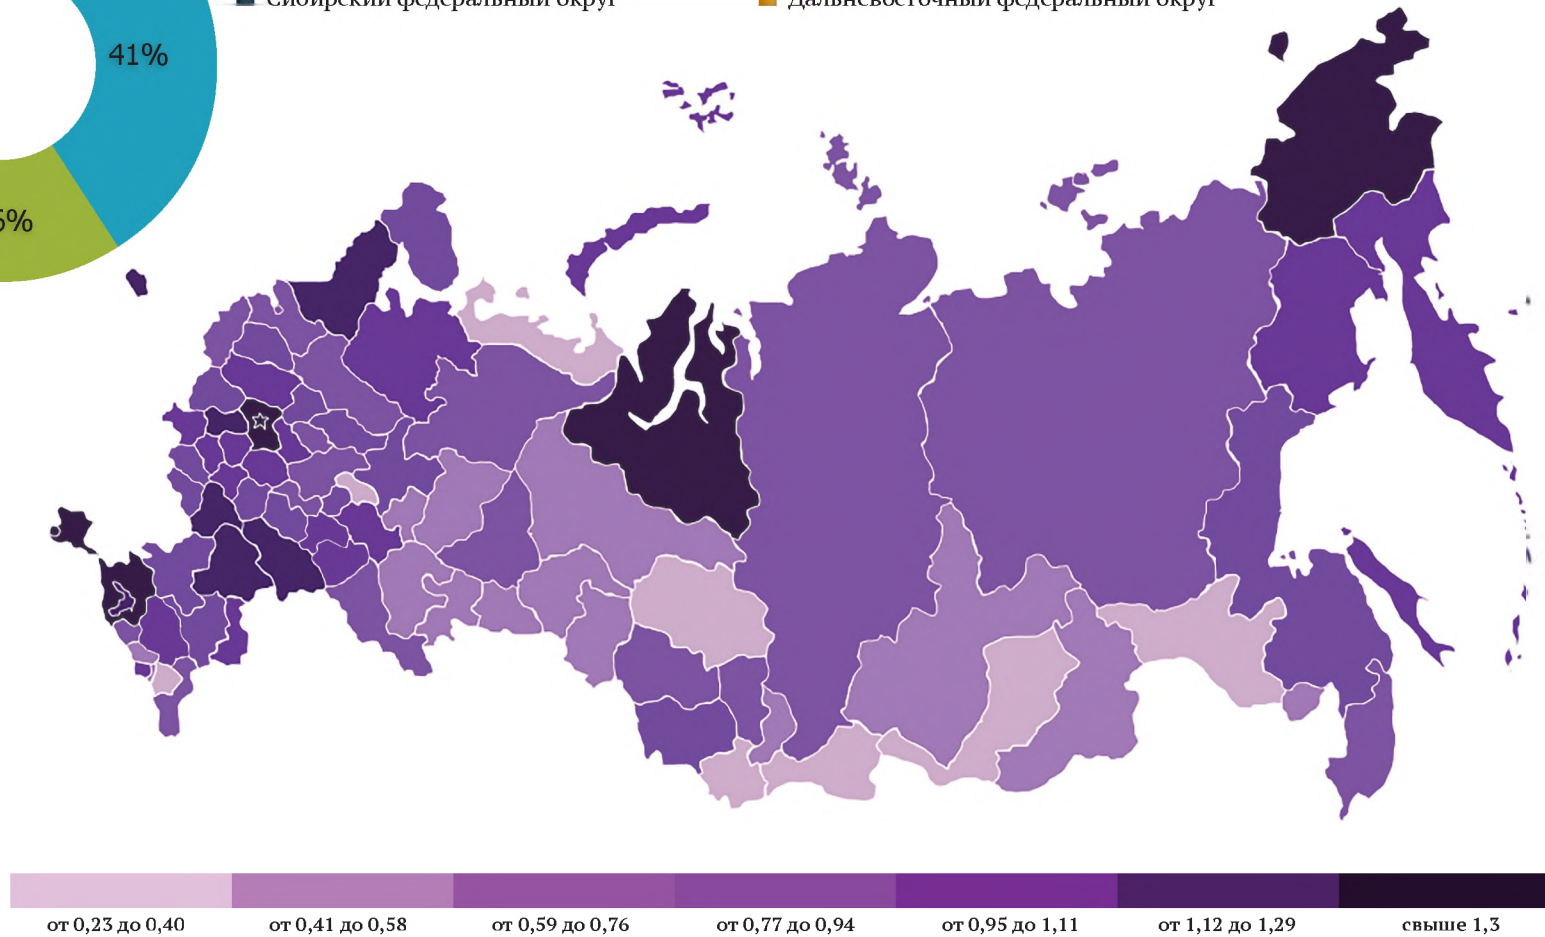 Сибирский федеральный округ
Дальневосточный федеральный округ
41%
5%
от 0,23 до 0,40
от 0,41 до 0,58
от 0,59 до 0,76
от 0,77 до 0,94
от 0,95 до 1,11
от 1,12 до 1,29
свыше 1,3